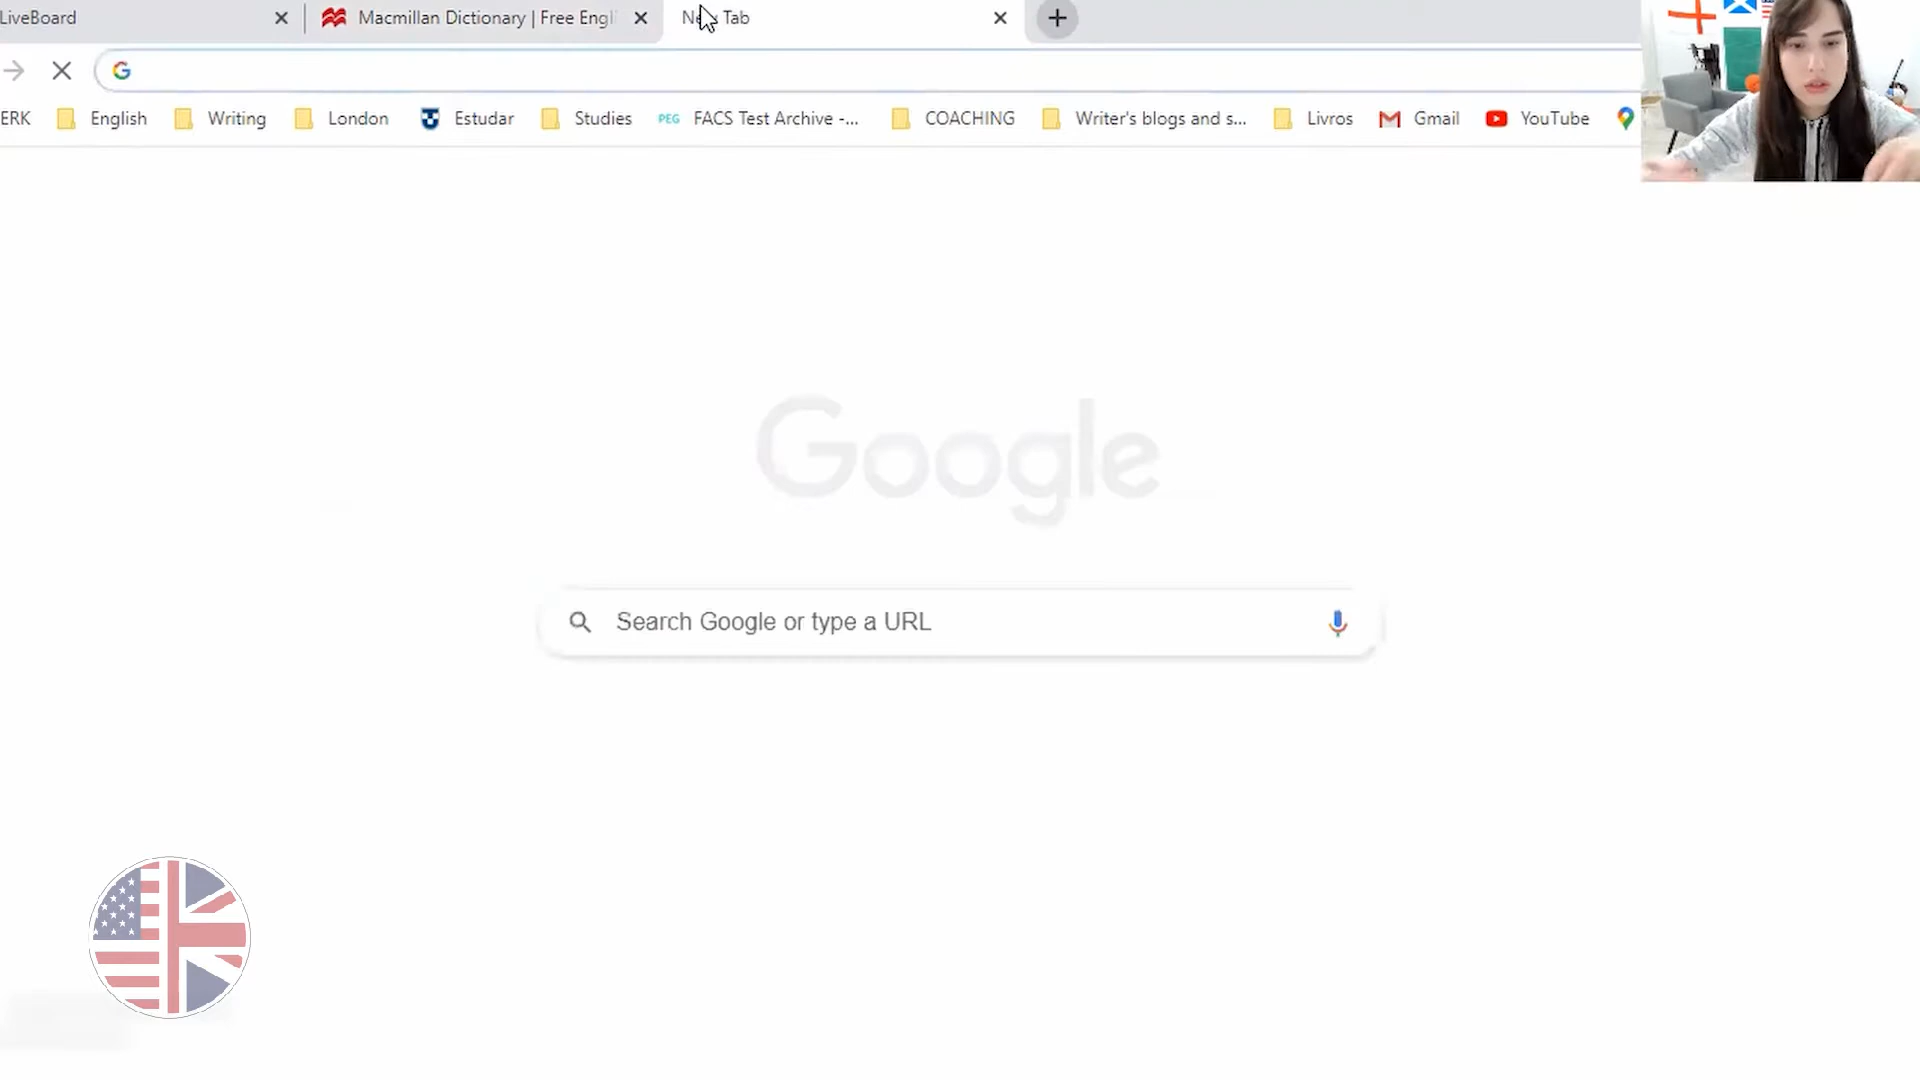 LiveBoard
Macmillan Dictionary | Free Engl
New Tab
ERK
English
Writing
London
Estudar
Studies
PEG
FACS Test Archive -...
COACHING
Writer's blogs and s...
Livros
Gmail
YouTube
Google
Search Google or type a URL